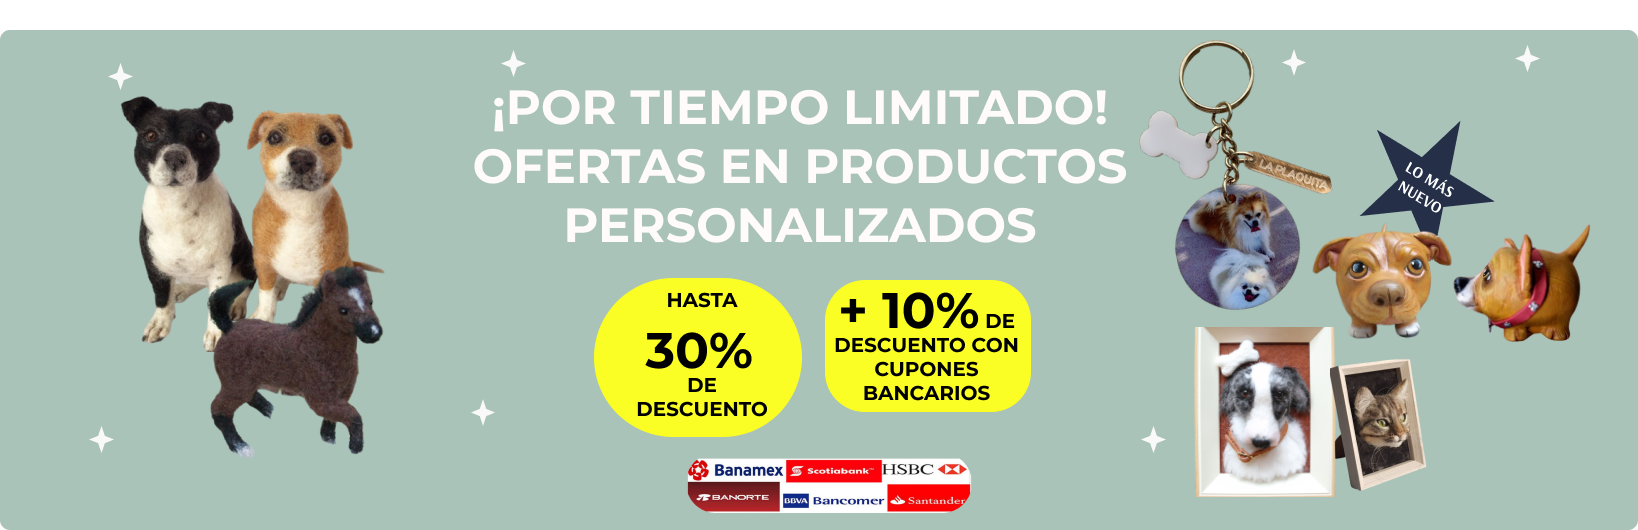 ¡POR TIEMPO LIMITADO!
OFERTAS EN PRODUCTOS
PERSONALIZADOS
HASTA
30%
DE
DESCUENTO
+ 10% DE
DESCUENTO CON
CUPONES
BANCARIOS
Banamex
Scotiabank
HSBC
BANORTE
BBVA Bancomer
Santander
LA PLAQUITA
LO MÁS
NUEVO